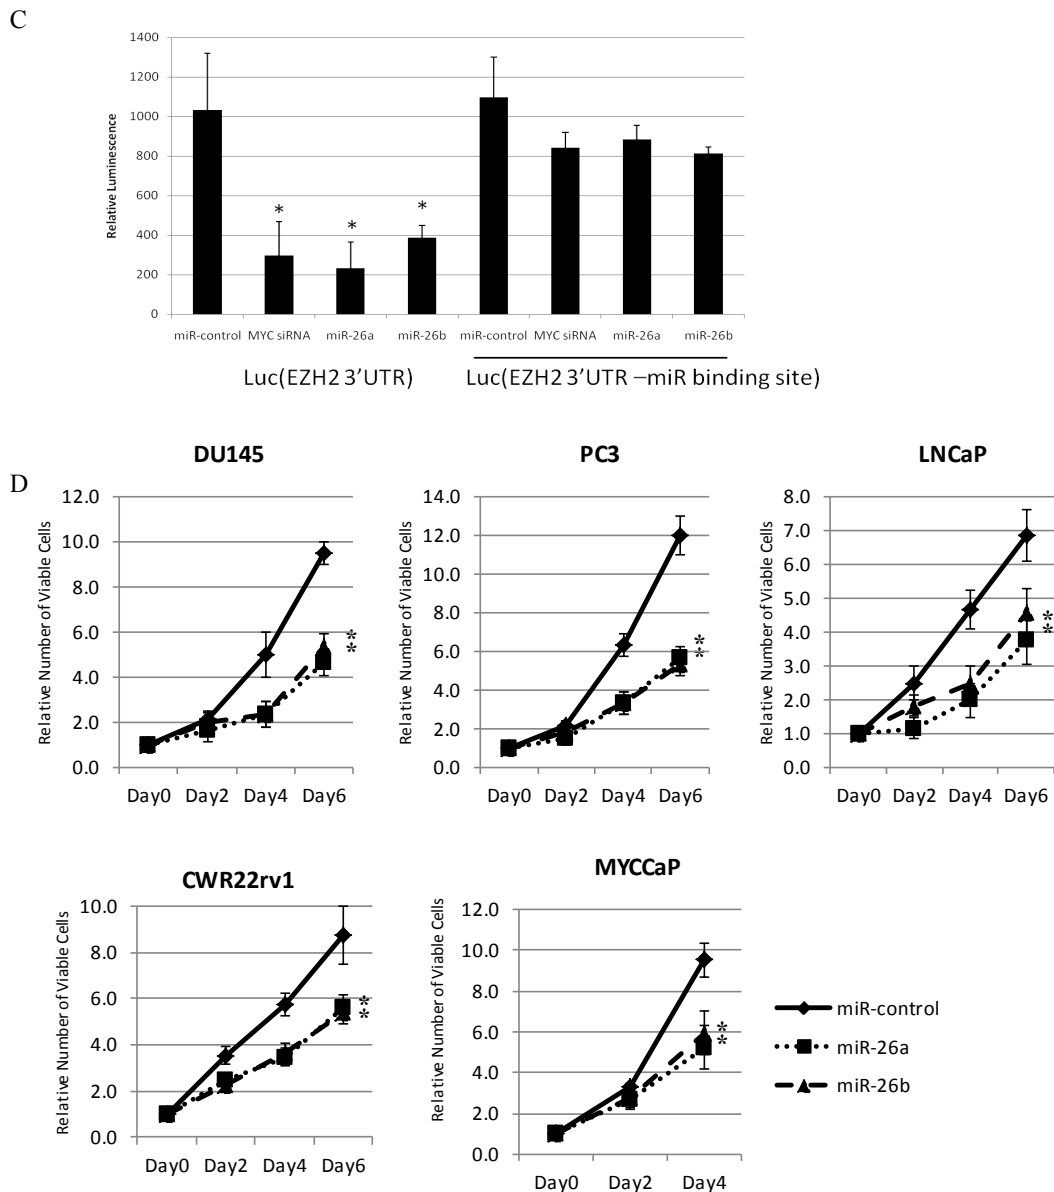 C
1400
1200
1000
800
600
400
200
0
Relative Luminescence
* * *
miR-control MYC siRNA miR-26a miR-26b miR-control MYC siRNA miR-26a miR-26b
Luc(EZH2 3'UTR) Luc(EZH2 3'UTR –miR binding site)
D
DU145
Relative Number of Viable Cells
12.0
10.0
8.0
6.0
4.0
2.0
0.0
*
*
Day0 Day2 Day4 Day6
PC3
Relative Number of Viable Cells
14.0
12.0
10.0
8.0
6.0
4.0
2.0
0.0
*
*
Day0 Day2 Day4 Day6
LNCaP
Relative Number of Viable Cells
8.0
7.0
6.0
5.0
4.0
3.0
2.0
1.0
0.0
*
*
Day0 Day2 Day4 Day6
CWR22rv1
Relative Number of Viable Cells
10.0
8.0
6.0
4.0
2.0
0.0
*
*
Day0 Day2 Day4 Day6
MYCCaP
Relative Number of Viable Cells
12.0
10.0
8.0
6.0
4.0
2.0
0.0
*
*
Day0 Day2 Day4
miR-control
miR-26a
miR-26b